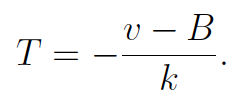 T = -\frac{v - B}{k}.